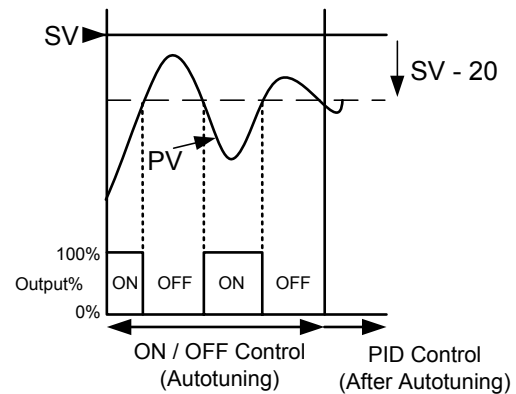 SV
SV - 20
PV
100%
Output%
ON
OFF
ON
OFF
0%
ON / OFF Control
(Autotuning)
PID Control
(After Autotuning)